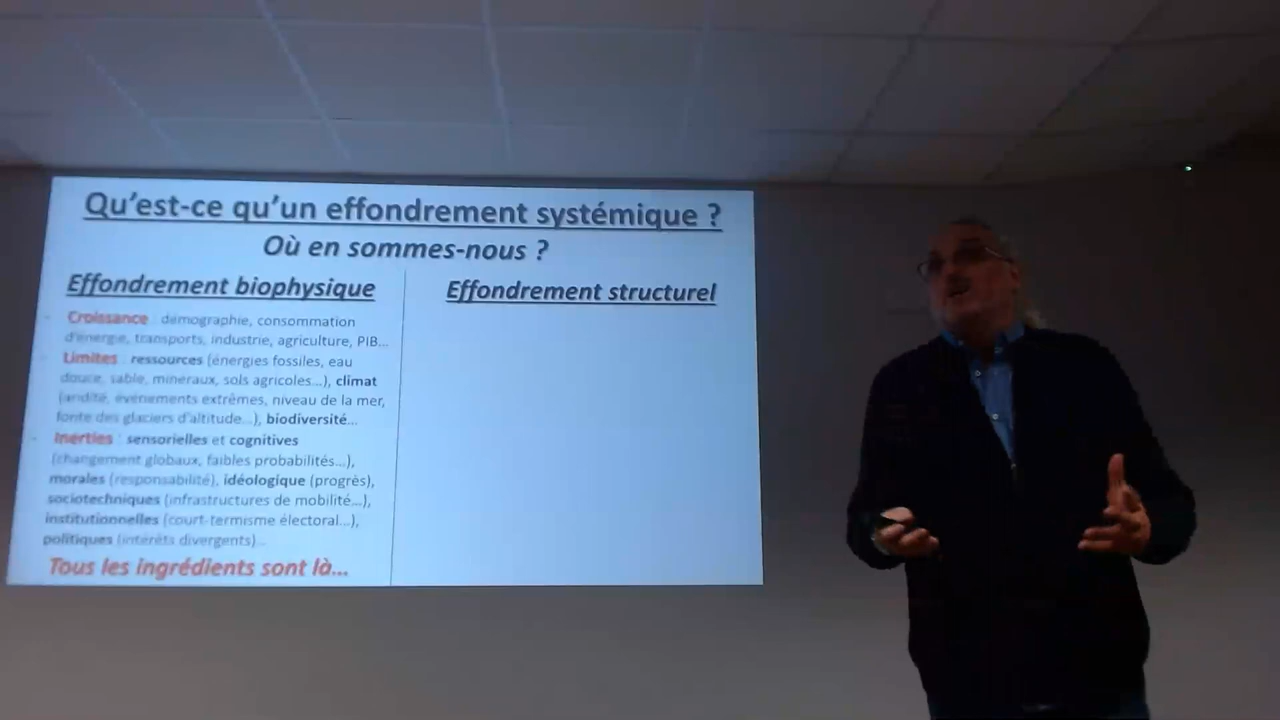 Qu'est-ce qu'un effondrement systémique ?
Où en sommes-nous ?
Effondrement biophysique
- Croissance : démographie, consommation
d'énergie, transports, industrie, agriculture, PIB...
- Limites : ressources (énergies fossiles, eau
douce, sable, minéraux, sols agricoles...), climat
(aridité, événements extrêmes, niveau de la mer,
fonte des glaciers d'altitude...), biodiversité...
- Inerties : sensorielles et cognitives
(changement globaux, faibles probabilités...),
morales (responsabilité), idéologique (progrès),
sociotechniques (infrastructures de mobilité...),
institutionnelles (court-termisme électoral...),
politiques (intérêts divergents)...
Tous les ingrédients sont là...
Effondrement structurel